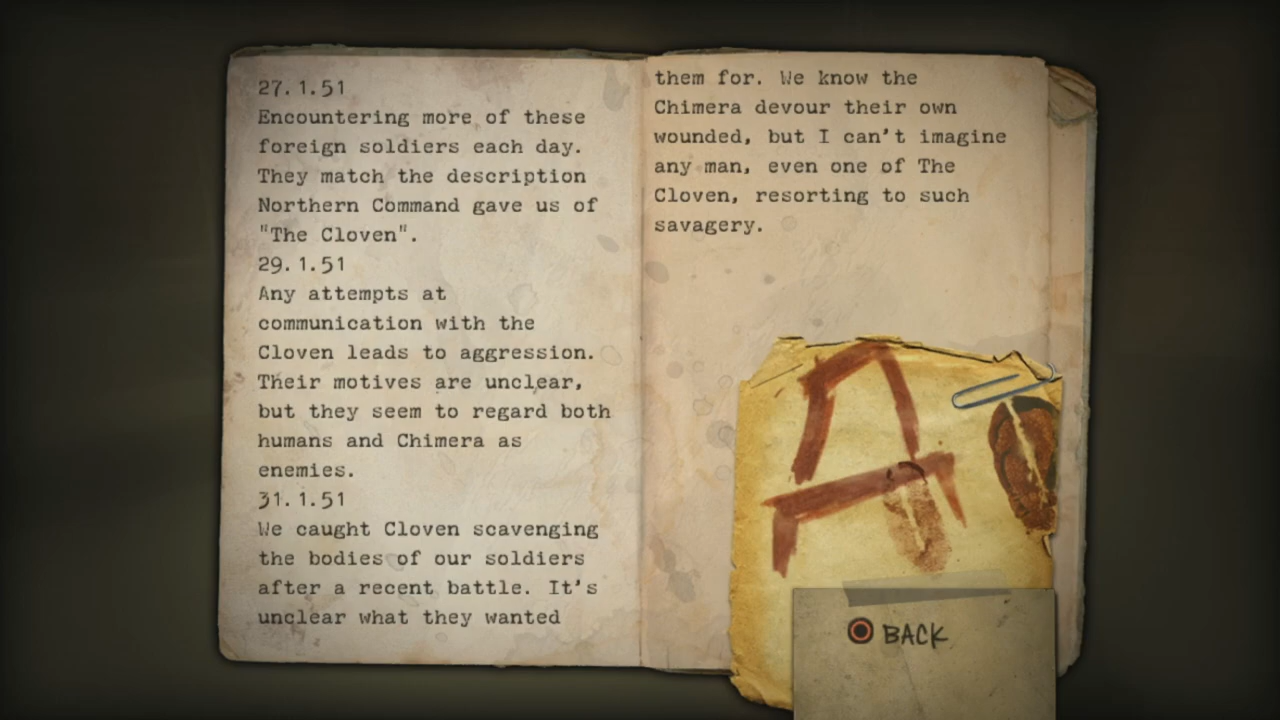 27.1.51
Encountering more of these
foreign soldiers each day.
They match the description
Northern Command gave us of
"The Cloven".
29.1.51
Any attempts at
communication with the
Cloven leads to aggression.
Their motives are unclear,
but they seem to regard both
humans and Chimera as
enemies.
31.1.51
We caught Cloven scavenging
the bodies of our soldiers
after a recent battle. It's
unclear what they wanted
them for. We know the
Chimera devour their own
wounded, but I can't imagine
any man, even one of The
Cloven, resorting to such
savagery.
BACK